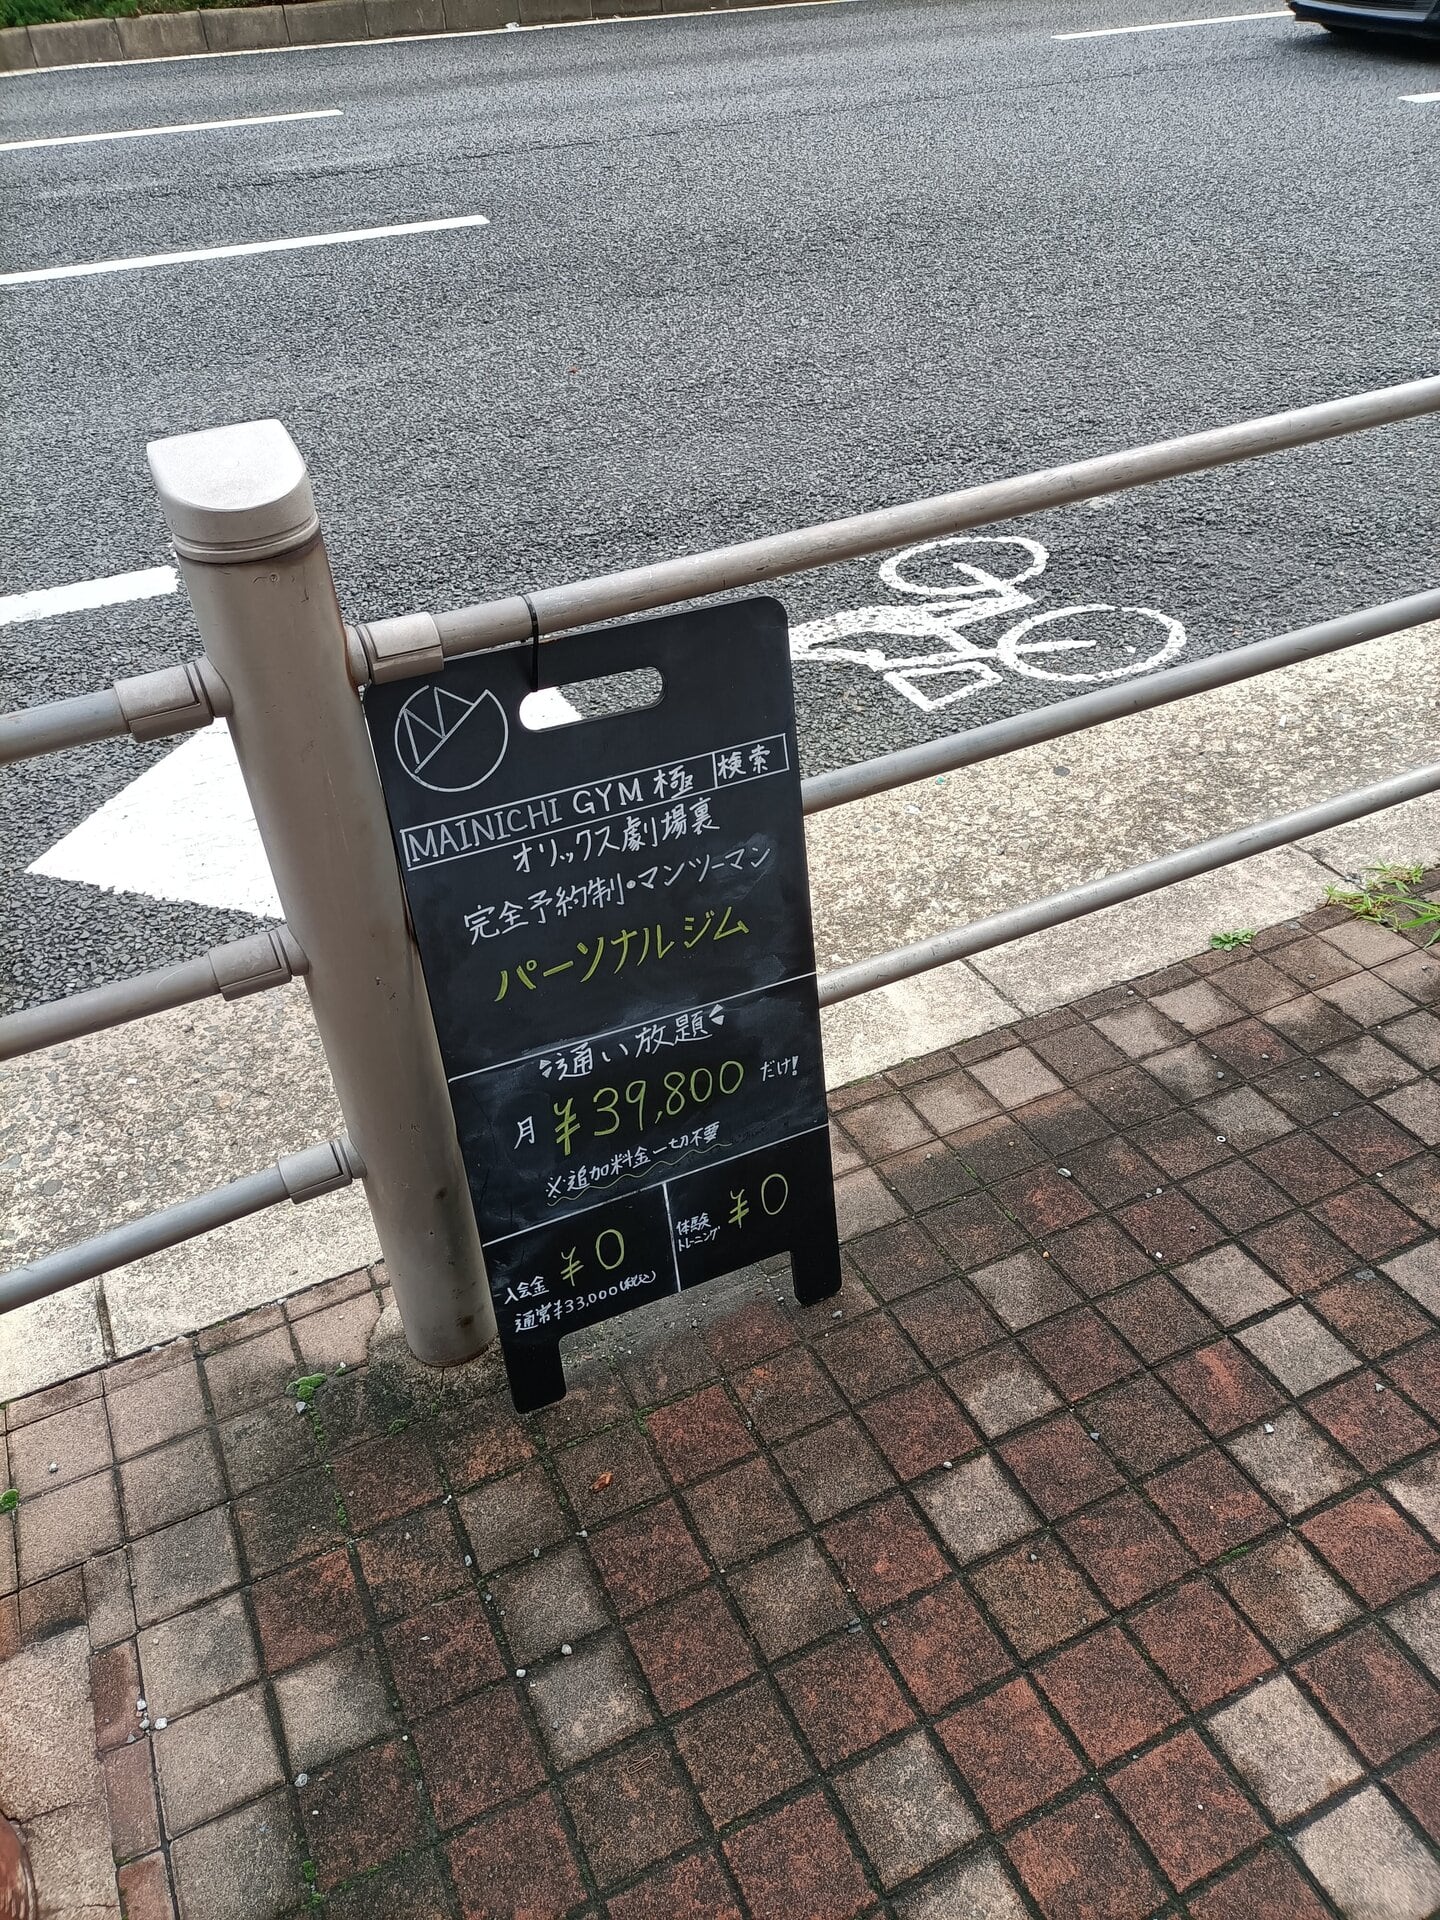 MAINICHI GYM 極 検索
オリックス劇場裏
完全予約制・マンツーマン
パーソナルジム
通い放題
月 ¥39,800 だけ!
※追加料金一切不要
入会金 ¥0
通常¥33,000(税込)
体験トレーニング ¥0